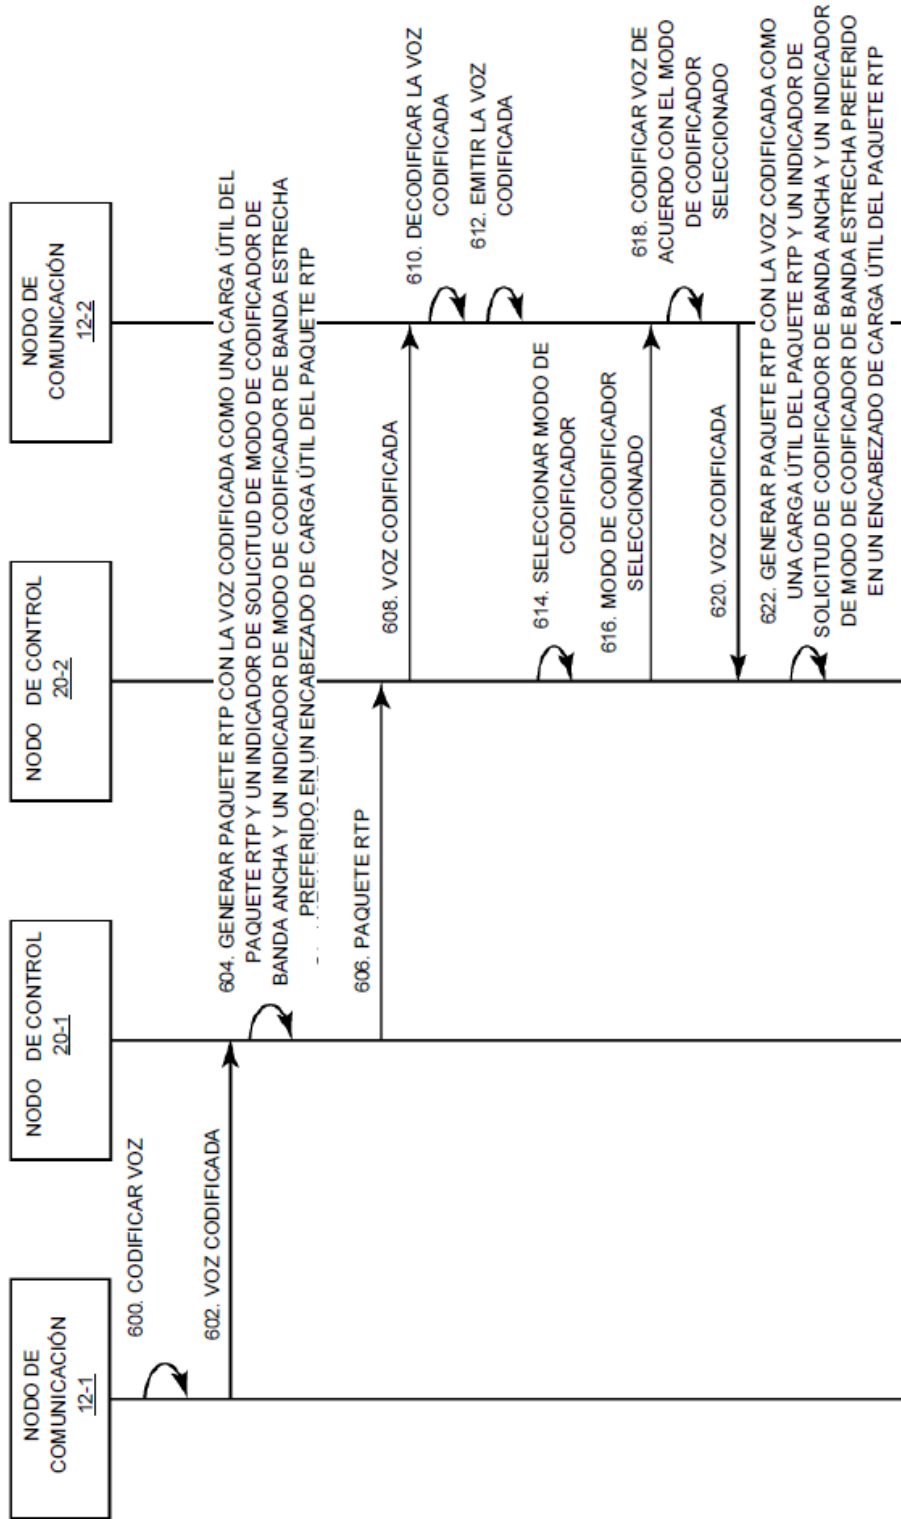 NODO DE
COMUNICACIÓN
12-1
NODO DE CONTROL
20-1
NODO DE CONTROL
20-2
NODO DE
COMUNICACIÓN
12-2
600. CODIFICAR VOZ
602. VOZ CODIFICADA
604. GENERAR PAQUETE RTP CON LA VOZ CODIFICADA COMO UNA CARGA ÚTIL DEL
PAQUETE RTP Y UN INDICADOR DE SOLICITUD DE MODO DE CODIFICADOR DE
BANDA ANCHA Y UN INDICADOR DE MODO DE CODIFICADOR DE BANDA ESTRECHA
PREFERIDO EN UN ENCABEZADO DE CARGA ÚTIL DEL PAQUETE RTP
606. PAQUETE RTP
608. VOZ CODIFICADA
610. DECODIFICAR LA VOZ
CODIFICADA
612. EMITIR LA VOZ
CODIFICADA
614. SELECCIONAR MODO DE
CODIFICADOR
616. MODO DE CODIFICADOR
SELECCIONADO
618. CODIFICAR VOZ DE
ACUERDO CON EL MODO
DE CODIFICADOR
SELECCIONADO
620. VOZ CODIFICADA
622. GENERAR PAQUETE RTP CON LA VOZ CODIFICADA COMO
UNA CARGA ÚTIL DEL PAQUETE RTP Y UN INDICADOR DE
SOLICITUD DE CODIFICADOR DE BANDA ANCHA Y UN INDICADOR
DE MODO DE CODIFICADOR DE BANDA ESTRECHA PREFERIDO
EN UN ENCABEZADO DE CARGA ÚTIL DEL PAQUETE RTP